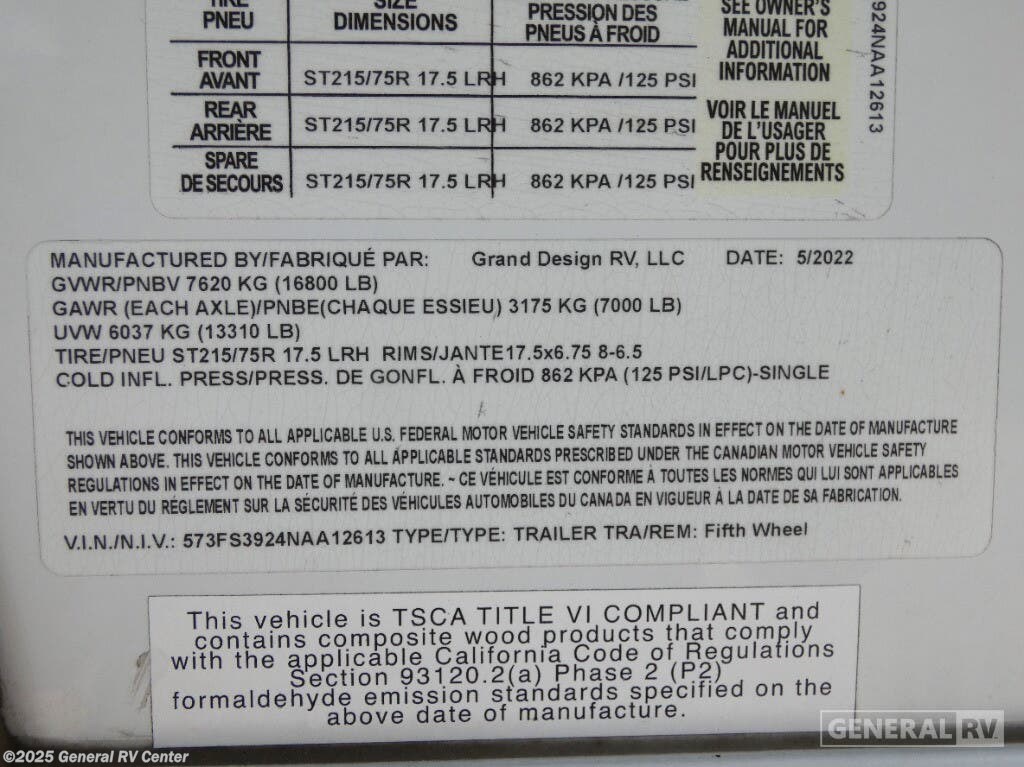 TIRE
PNEU
SIZE
DIMENSIONS
PRESSION DES
PNEUS À FROID
SEE OWNER'S
MANUAL FOR
ADDITIONAL
INFORMATION
FRONT
AVANT
ST215/75R 17.5 LRH
862 KPA /125 PSI
REAR
ARRIÈRE
ST215/75R 17.5 LRH
862 KPA /125 PSI
SPARE
DE SECOURS
ST215/75R 17.5 LRH
862 KPA /125 PSI
VOIR LE MANUEL
DE L'USAGER
POUR PLUS DE
RENSEIGNEMENTS
924NAA12613
MANUFACTURED BY/FABRIQUÉ PAR: Grand Design RV, LLC DATE: 5/2022
GVWR/PNBV 7620 KG (16800 LB)
GAWR (EACH AXLE)/PNBE(CHAQUE ESSIEU) 3175 KG (7000 LB)
UVW 6037 KG (13310 LB)
TIRE/PNEU ST215/75R 17.5 LRH RIMS/JANTE17.5x6.75 8-6.5
COLD INFL. PRESS/PRESS. DE GONFL. À FROID 862 KPA (125 PSI/LPC)-SINGLE
THIS VEHICLE CONFORMS TO ALL APPLICABLE U.S. FEDERAL MOTOR VEHICLE SAFETY STANDARDS IN EFFECT ON THE DATE OF MANUFACTURE
SHOWN ABOVE. THIS VEHICLE CONFORMS TO ALL APPLICABLE STANDARDS PRESCRIBED UNDER THE CANADIAN MOTOR VEHICLE SAFETY
REGULATIONS IN EFFECT ON THE DATE OF MANUFACTURE. ~ CE VÉHICULE EST CONFORME À TOUTES LES NORMES QUI LUI SONT APPLICABLES
EN VERTU DU RÉGLEMENT SUR LA SÉCURITÉ DES VÉHICULES AUTOMOBILES DU CANADA EN VIGUEUR À LA DATE DE SA FABRICATION.
V.I.N./N.I.V.: 573FS3924NAA12613 TYPE/TYPE: TRAILER TRA/REM: Fifth Wheel
This vehicle is TSCA TITLE VI COMPLIANT and
contains composite wood products that comply
with the applicable California Code of Regulations
Section 93120.2(a) Phase 2 (P2)
formaldehyde emission standards specified on the
above date of manufacture.
GENERAL RV
©2025 General RV Center